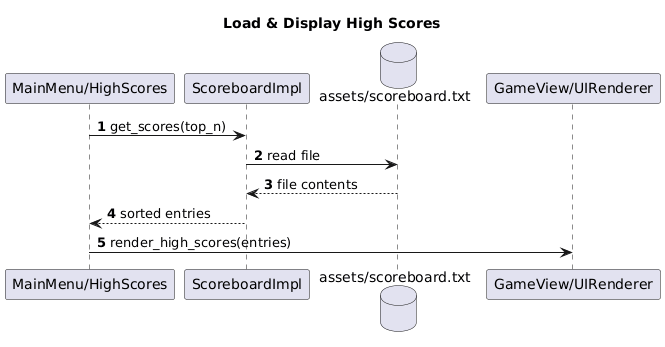 Load & Display High Scores
MainMenu/HighScores
ScoreboardImpl
assets/scoreboard.txt
GameView/UIRenderer
1 get_scores(top_n)
2 read file
3 file contents
4 sorted entries
5 render_high_scores(entries)
MainMenu/HighScores
ScoreboardImpl
assets/scoreboard.txt
GameView/UIRenderer